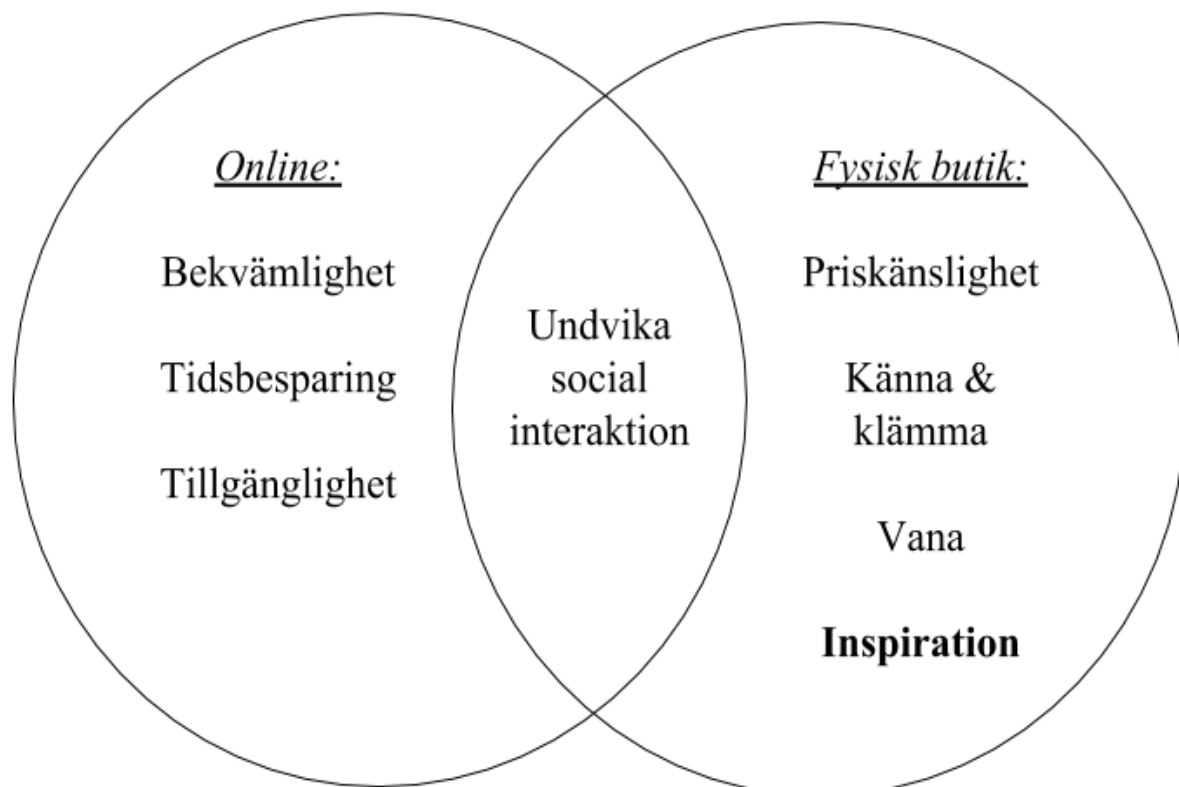 Online:
Bekvämlighet
Tidsbesparing
Tillgänglighet
Undvika
social
interaktion
Fysisk butik:
Priskänslighet
Känna &
klämma
Vana
Inspiration